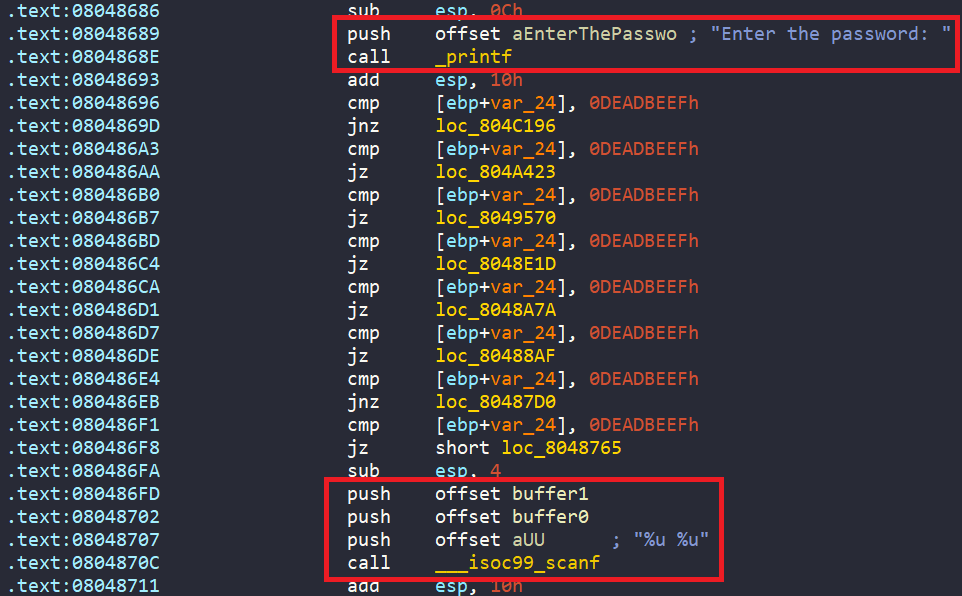 .text:08048686 sub esp, 0Ch
.text:08048689 push offset aEnterThePasswo ; "Enter the password: "
.text:0804868E call _printf
.text:08048693 add esp, 10h
.text:08048696 cmp [ebp+var_24], 0DEADBEEFh
.text:0804869D jnz loc_804C196
.text:080486A3 cmp [ebp+var_24], 0DEADBEEFh
.text:080486AA jz loc_804A423
.text:080486B0 cmp [ebp+var_24], 0DEADBEEFh
.text:080486B7 jz loc_8049570
.text:080486BD cmp [ebp+var_24], 0DEADBEEFh
.text:080486C4 jz loc_8048E1D
.text:080486CA cmp [ebp+var_24], 0DEADBEEFh
.text:080486D1 jz loc_8048A7A
.text:080486D7 cmp [ebp+var_24], 0DEADBEEFh
.text:080486DE jz loc_80488AF
.text:080486E4 cmp [ebp+var_24], 0DEADBEEFh
.text:080486EB jnz loc_80487D0
.text:080486F1 cmp [ebp+var_24], 0DEADBEEFh
.text:080486F8 jz short loc_8048765
.text:080486FA sub esp, 4
.text:080486FD push offset buffer1
.text:08048702 push offset buffer0
.text:08048707 push offset aUU ; "%u %u"
.text:0804870C call ___isoc99_scanf
.text:08048711 add esp, 10h